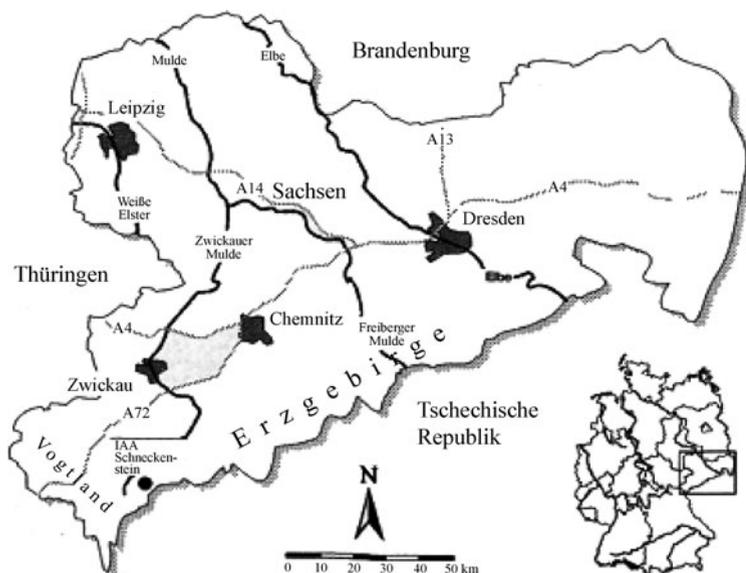 Brandenburg
Mulde
Elbe
Leipzig
A13
A14
Sachsen
A4
Weiße
Elster
Dresden
Zwickauer
Mulde
Thüringen
Elbe
A4
Chemnitz
Freiberger
Mulde
Zwickau
Erzgebirge
A72
Tschechische
Republik
Vogtland
IAA
Schnecken-
stein
N
0 10 20 30 40 50 km